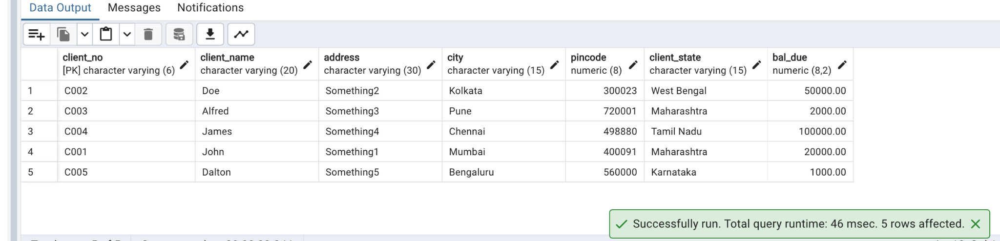 Data Output Messages Notifications
client_no client_name address city pincode client_state bal_due
[PK] character varying (6) character varying (20) character varying (30) character varying (15) numeric (8) character varying (15) numeric (8,2)
1 C002 Doe Something2 Kolkata 300023 West Bengal 50000.00
2 C003 Alfred Something3 Pune 720001 Maharashtra 2000.00
3 C004 James Something4 Chennai 498880 Tamil Nadu 100000.00
4 C001 John Something1 Mumbai 400091 Maharashtra 20000.00
5 C005 Dalton Something5 Bengaluru 560000 Karnataka 1000.00
Successfully run. Total query runtime: 46 msec. 5 rows affected.